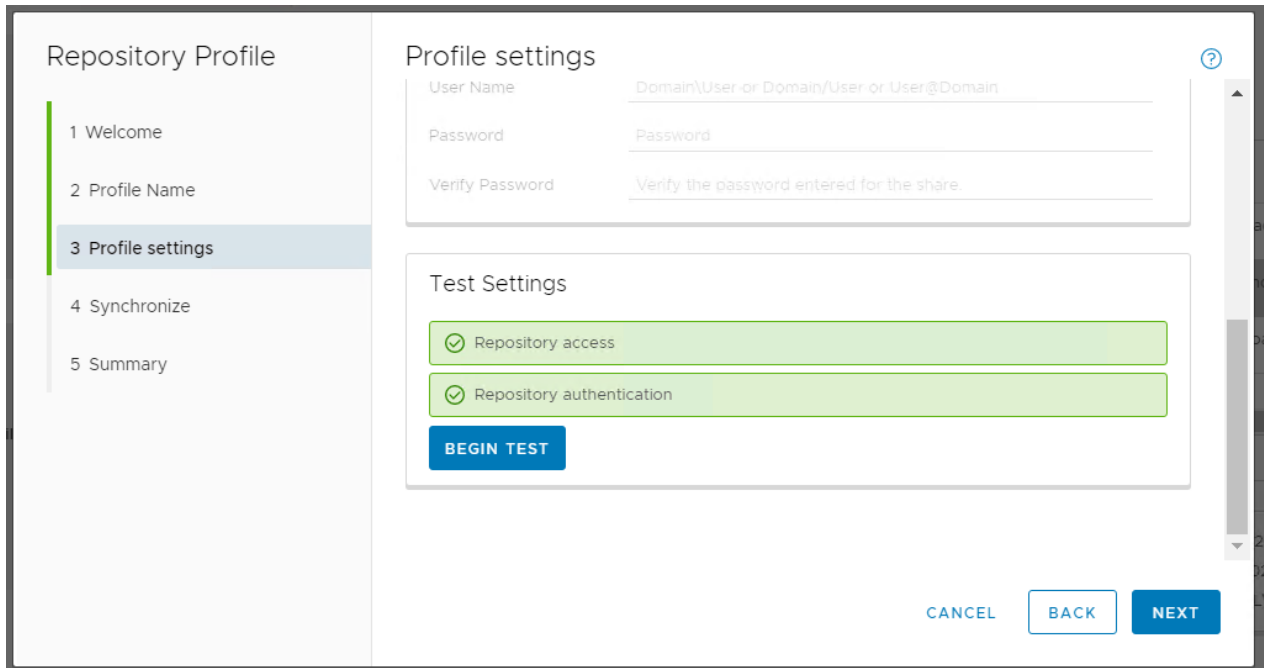 Repository Profile
1 Welcome
2 Profile Name
3 Profile settings
4 Synchronize
5 Summary
Profile settings
User Name
Domain\User or Domain/User or User@Domain
Password
Password
Verify Password
Verify the password entered for the share.
Test Settings
Repository access
Repository authentication
BEGIN TEST
CANCEL
BACK
NEXT